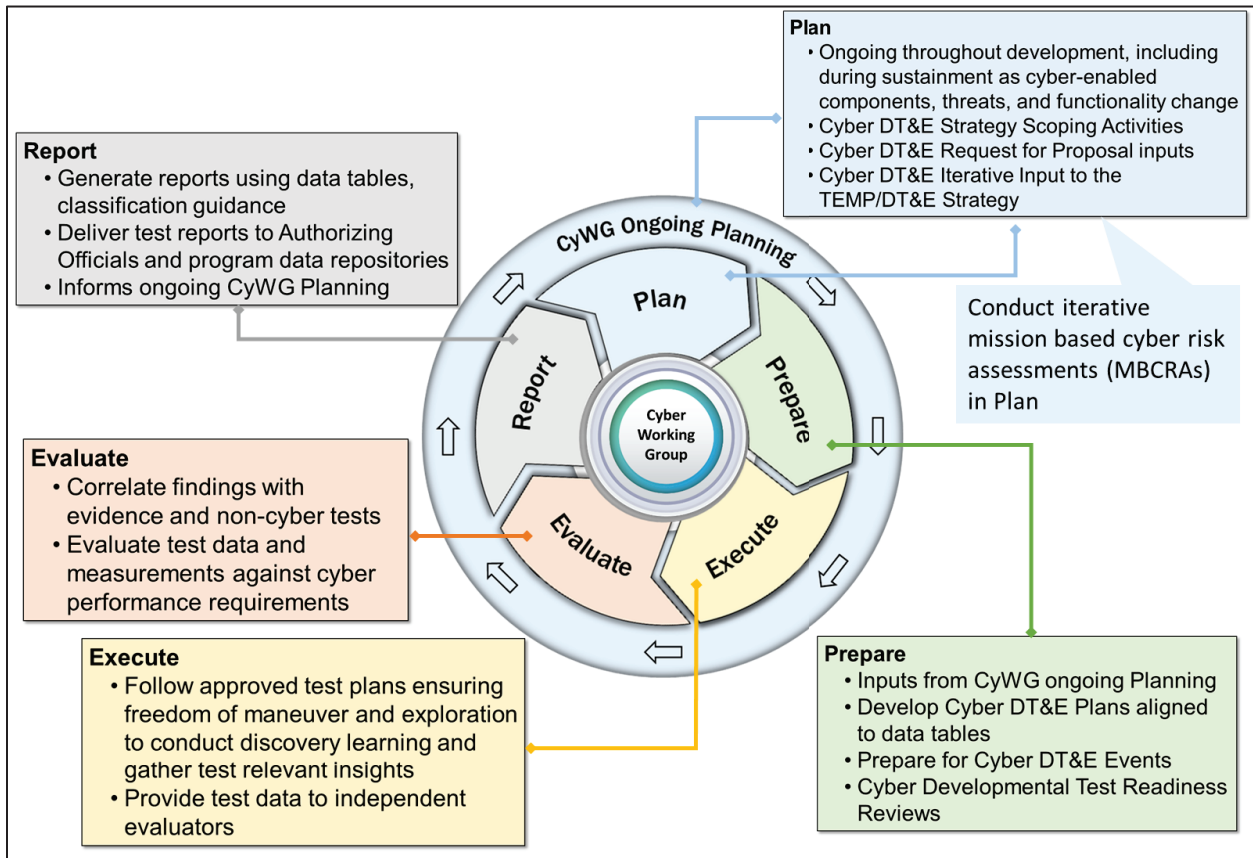 Plan
• Ongoing throughout development, including
during sustainment as cyber-enabled
components, threats, and functionality change
• Cyber DT&E Strategy Scoping Activities
• Cyber DT&E Request for Proposal inputs
• Cyber DT&E Iterative Input to the
TEMP/DT&E Strategy
Report
• Generate reports using data tables,
classification guidance
• Deliver test reports to Authorizing
Officials and program data repositories
• Informs ongoing CyWG Planning
CyWG Ongoing Planning
Plan
Prepare
Execute
Evaluate
Report
Cyber
Working
Group
Conduct iterative
mission based cyber risk
assessments (MBCRAs)
in Plan
Evaluate
• Correlate findings with
evidence and non-cyber tests
• Evaluate test data and
measurements against cyber
performance requirements
Execute
• Follow approved test plans ensuring
freedom of maneuver and exploration
to conduct discovery learning and
gather test relevant insights
• Provide test data to independent
evaluators
Prepare
• Inputs from CyWG ongoing Planning
• Develop Cyber DT&E Plans aligned
to data tables
• Prepare for Cyber DT&E Events
• Cyber Developmental Test Readiness
Reviews